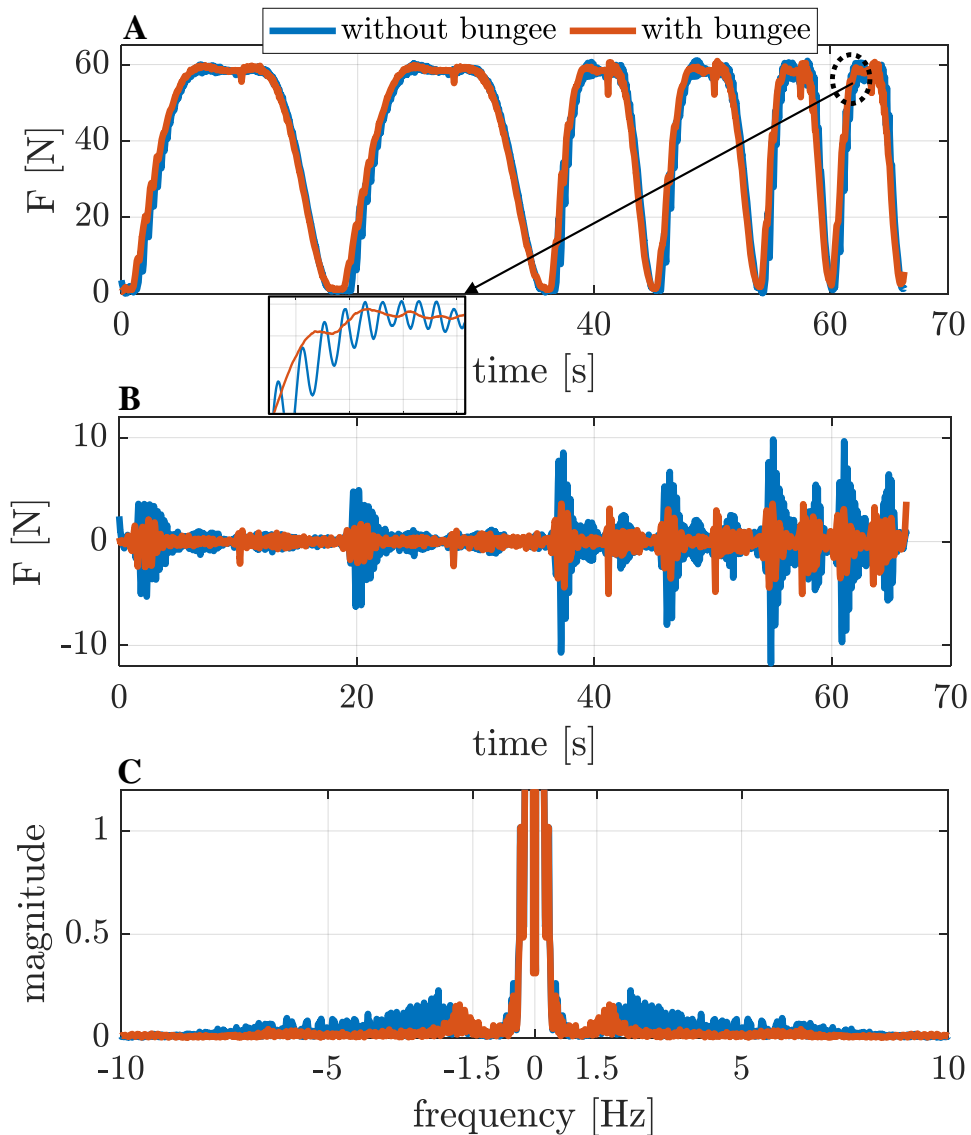 A
without bungee with bungee
60
40
20
0
F [N]
0 40 60 70
time [s]
B
10
0
-10
F [N]
0 20 40 60 70
time [s]
C
1
0.5
0
magnitude
-10 -5 -1.5 0 1.5 5 10
frequency [Hz]